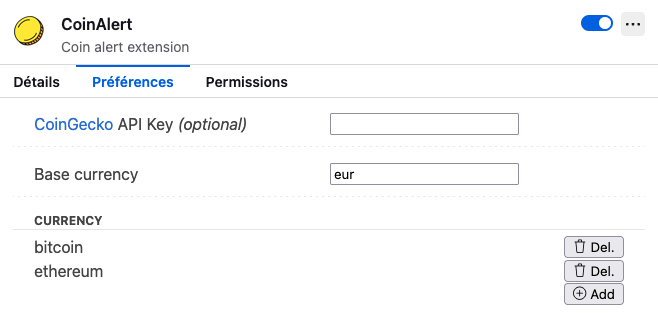 CoinAlert
Coin alert extension
Détails Préférences Permissions
CoinGecko API Key (optional)
Base currency eur
CURRENCY
bitcoin Del.
ethereum Del.
Add